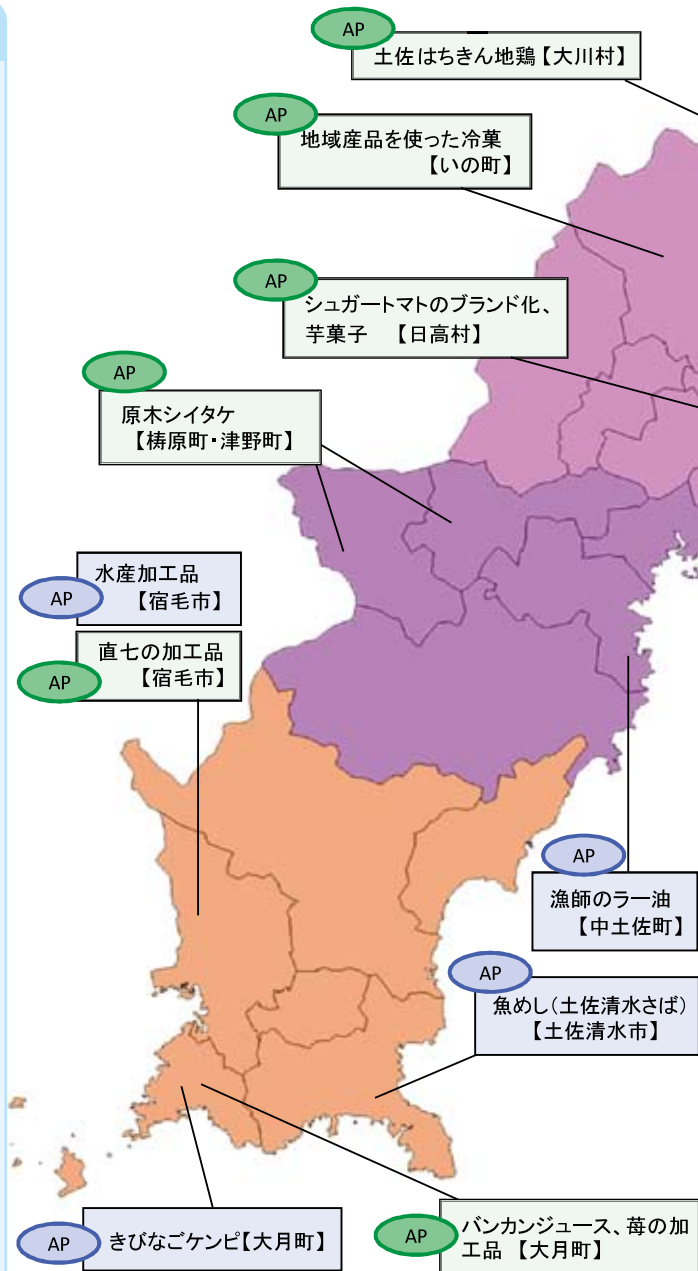 AP
土佐はちきん地鶏【大川村】
AP
地域産品を使った冷菓
【いの町】
AP
シュガートマトのブランド化、
芋菓子 【日高村】
AP
原木シイタケ
【梼原町・津野町】
水産加工品
AP
【宿毛市】
直七の加工品
【宿毛市】
AP
AP
漁師のラー油
【中土佐町】
AP
魚めし(土佐清水さば)
【土佐清水市】
AP
きびなごケンピ【大月町】
AP
バンカンジュース、苺の加
工品 【大月町】